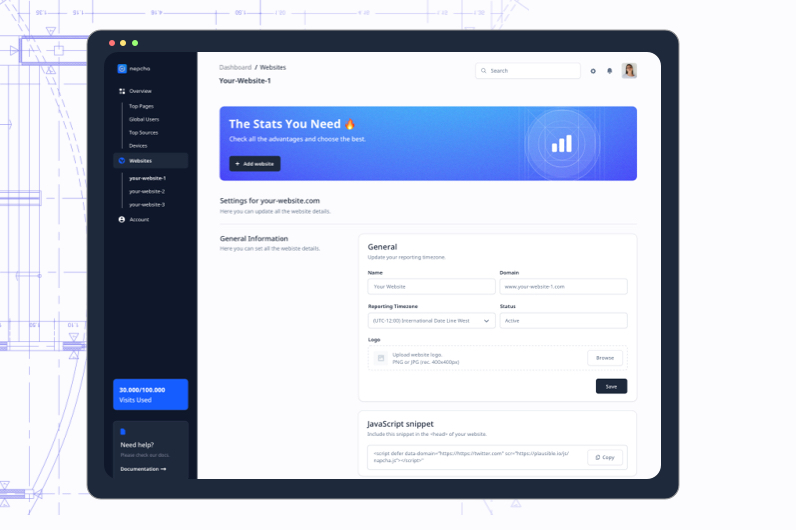 napcha
Overview
Top Pages
Global Users
Top Sources
Devices
Websites
your-website-1
your-website-2
your-website-3
Account
30.000/100.000
Visits Used
Need help?
Please check our docs.
Documentation →
Dashboard / Websites
Your-Website-1
Search
The Stats You Need 🔥
Check all the advantages and choose the best.
+ Add website
Settings for your-website.com
Here you can update all the website details.
General Information
Here you can set all the website details.
General
Update your reporting timezone.
Name Domain
Your Website www.your-website-1.com
Reporting Timezone Status
(UTC-12:00) International Date Line West Active
Logo
Upload website logo.
PNG or JPG (rec. 400x400px)
Browse
Save
JavaScript snippet
Include this snippet in the <head> of your website.
<script defer data-domain="https://https://twitter.com" src="https://plausible.io/js/
napcha.js"></script>"
Copy